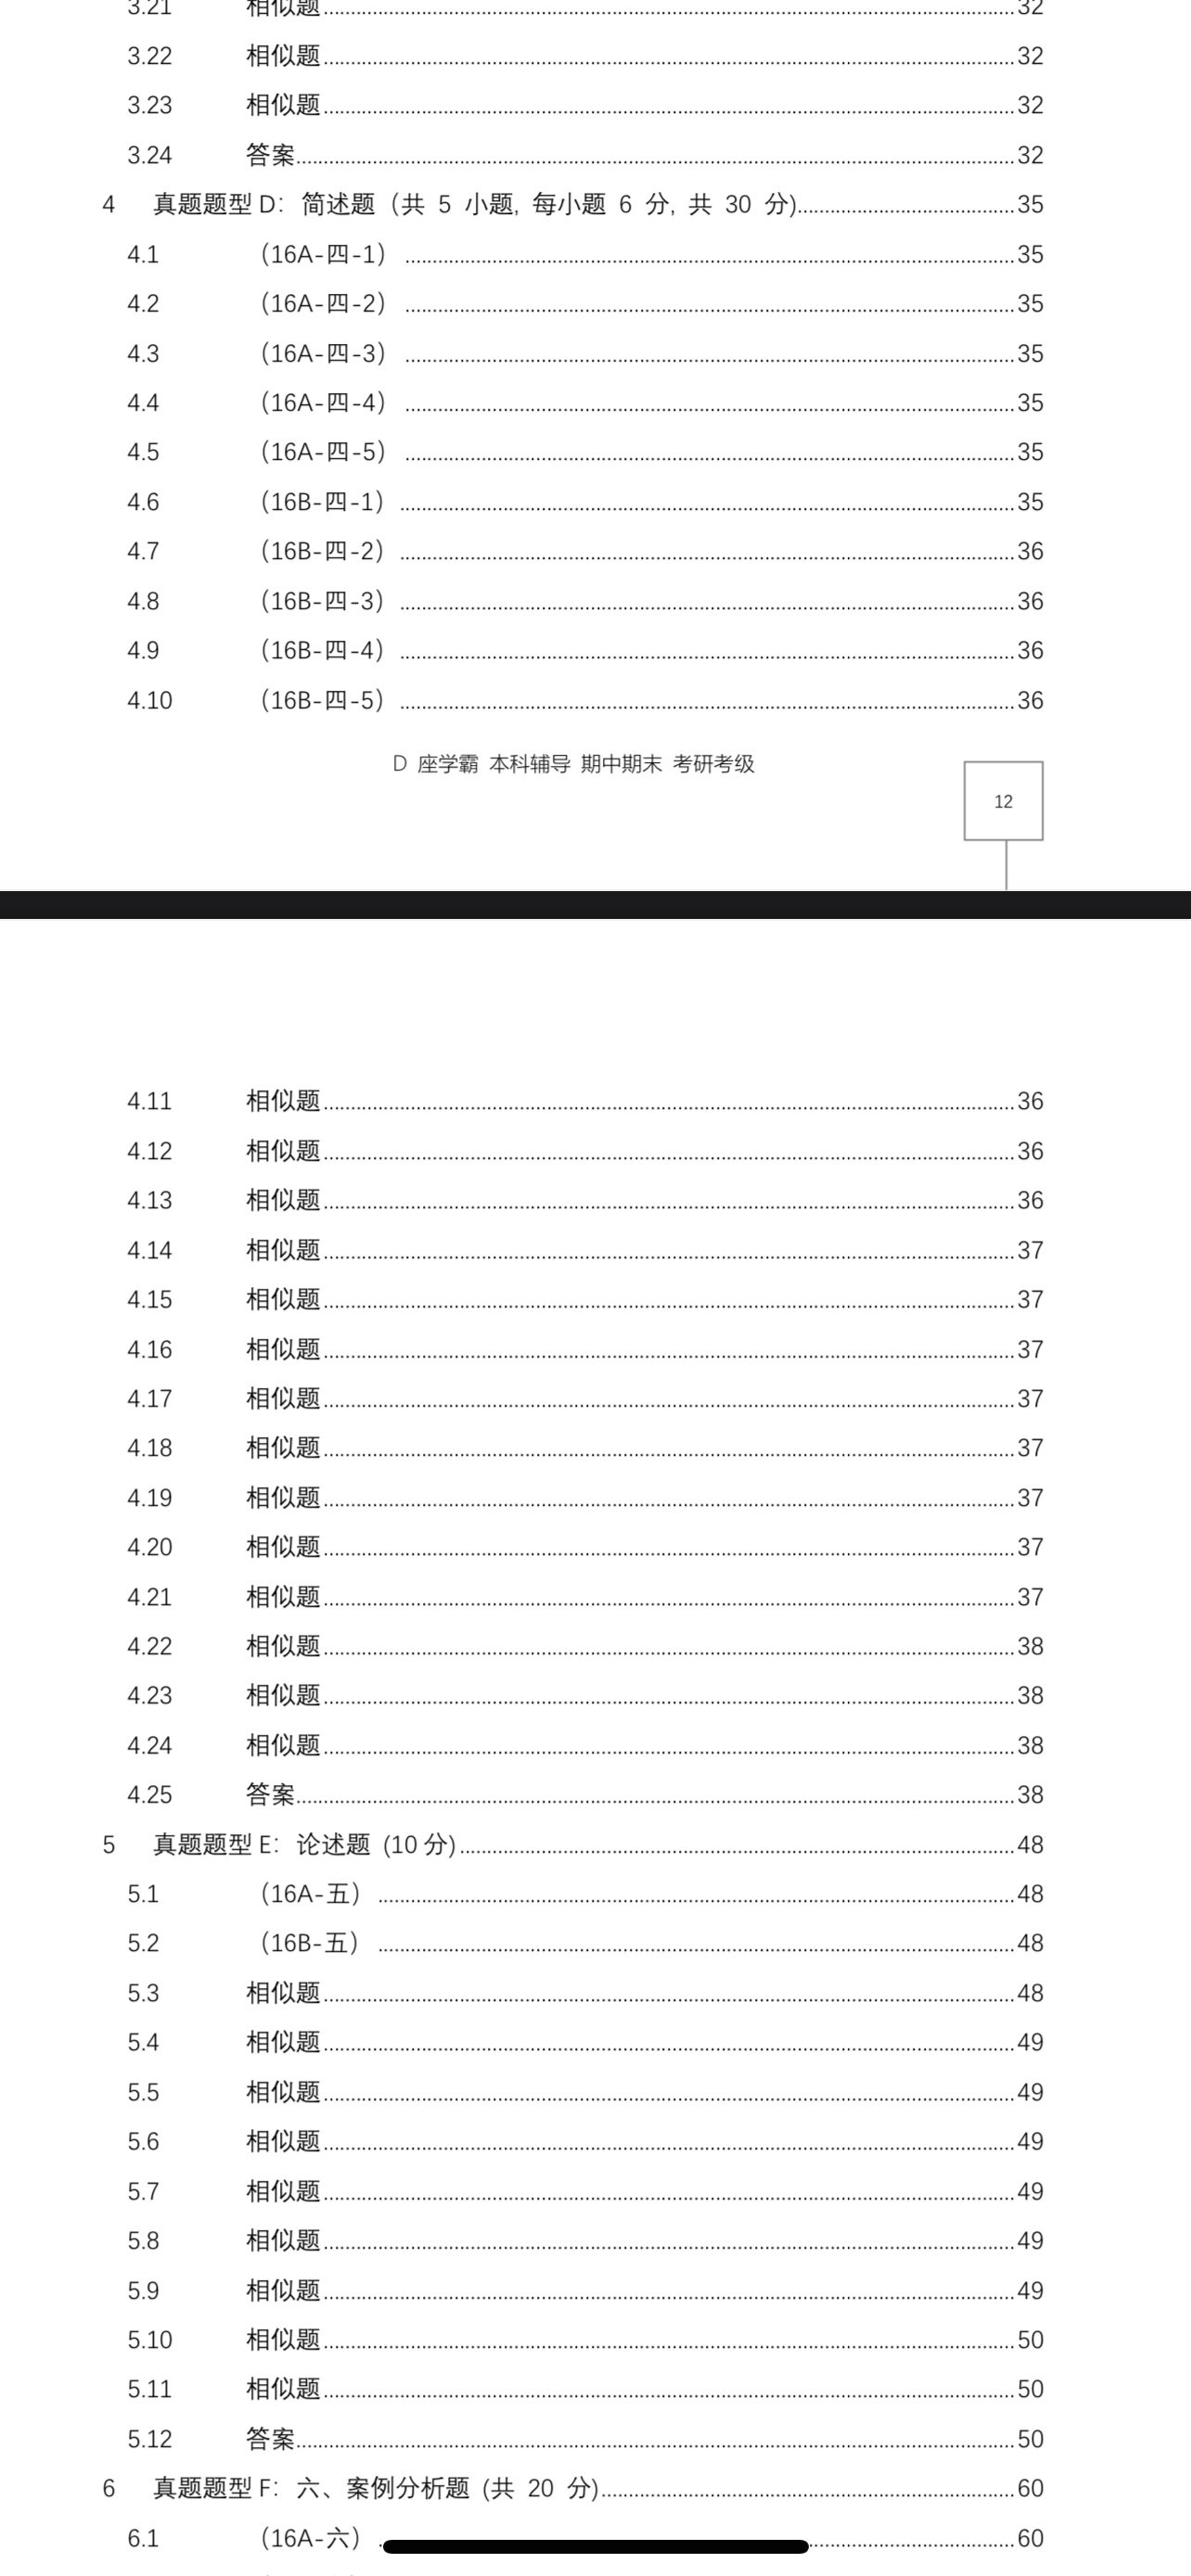 3.21 相似题 32
3.22 相似题 32
3.23 相似题 32
3.24 答案 32
4 真题题型 D：简述题（共 5 小题, 每小题 6 分, 共 30 分) 35
4.1 （16A-四-1） 35
4.2 （16A-四-2） 35
4.3 （16A-四-3） 35
4.4 （16A-四-4） 35
4.5 （16A-四-5） 35
4.6 （16B-四-1） 35
4.7 （16B-四-2） 36
4.8 （16B-四-3） 36
4.9 （16B-四-4） 36
4.10 （16B-四-5） 36
D 座学霸 本科辅导 期中期末 考研考级
12
4.11 相似题 36
4.12 相似题 36
4.13 相似题 36
4.14 相似题 37
4.15 相似题 37
4.16 相似题 37
4.17 相似题 37
4.18 相似题 37
4.19 相似题 37
4.20 相似题 37
4.21 相似题 37
4.22 相似题 38
4.23 相似题 38
4.24 相似题 38
4.25 答案 38
5 真题题型 E：论述题 (10 分) 48
5.1 （16A-五） 48
5.2 （16B-五） 48
5.3 相似题 48
5.4 相似题 49
5.5 相似题 49
5.6 相似题 49
5.7 相似题 49
5.8 相似题 49
5.9 相似题 49
5.10 相似题 50
5.11 相似题 50
5.12 答案 50
6 真题题型 F：六、案例分析题 (共 20 分) 60
6.1 （16A-六） 60